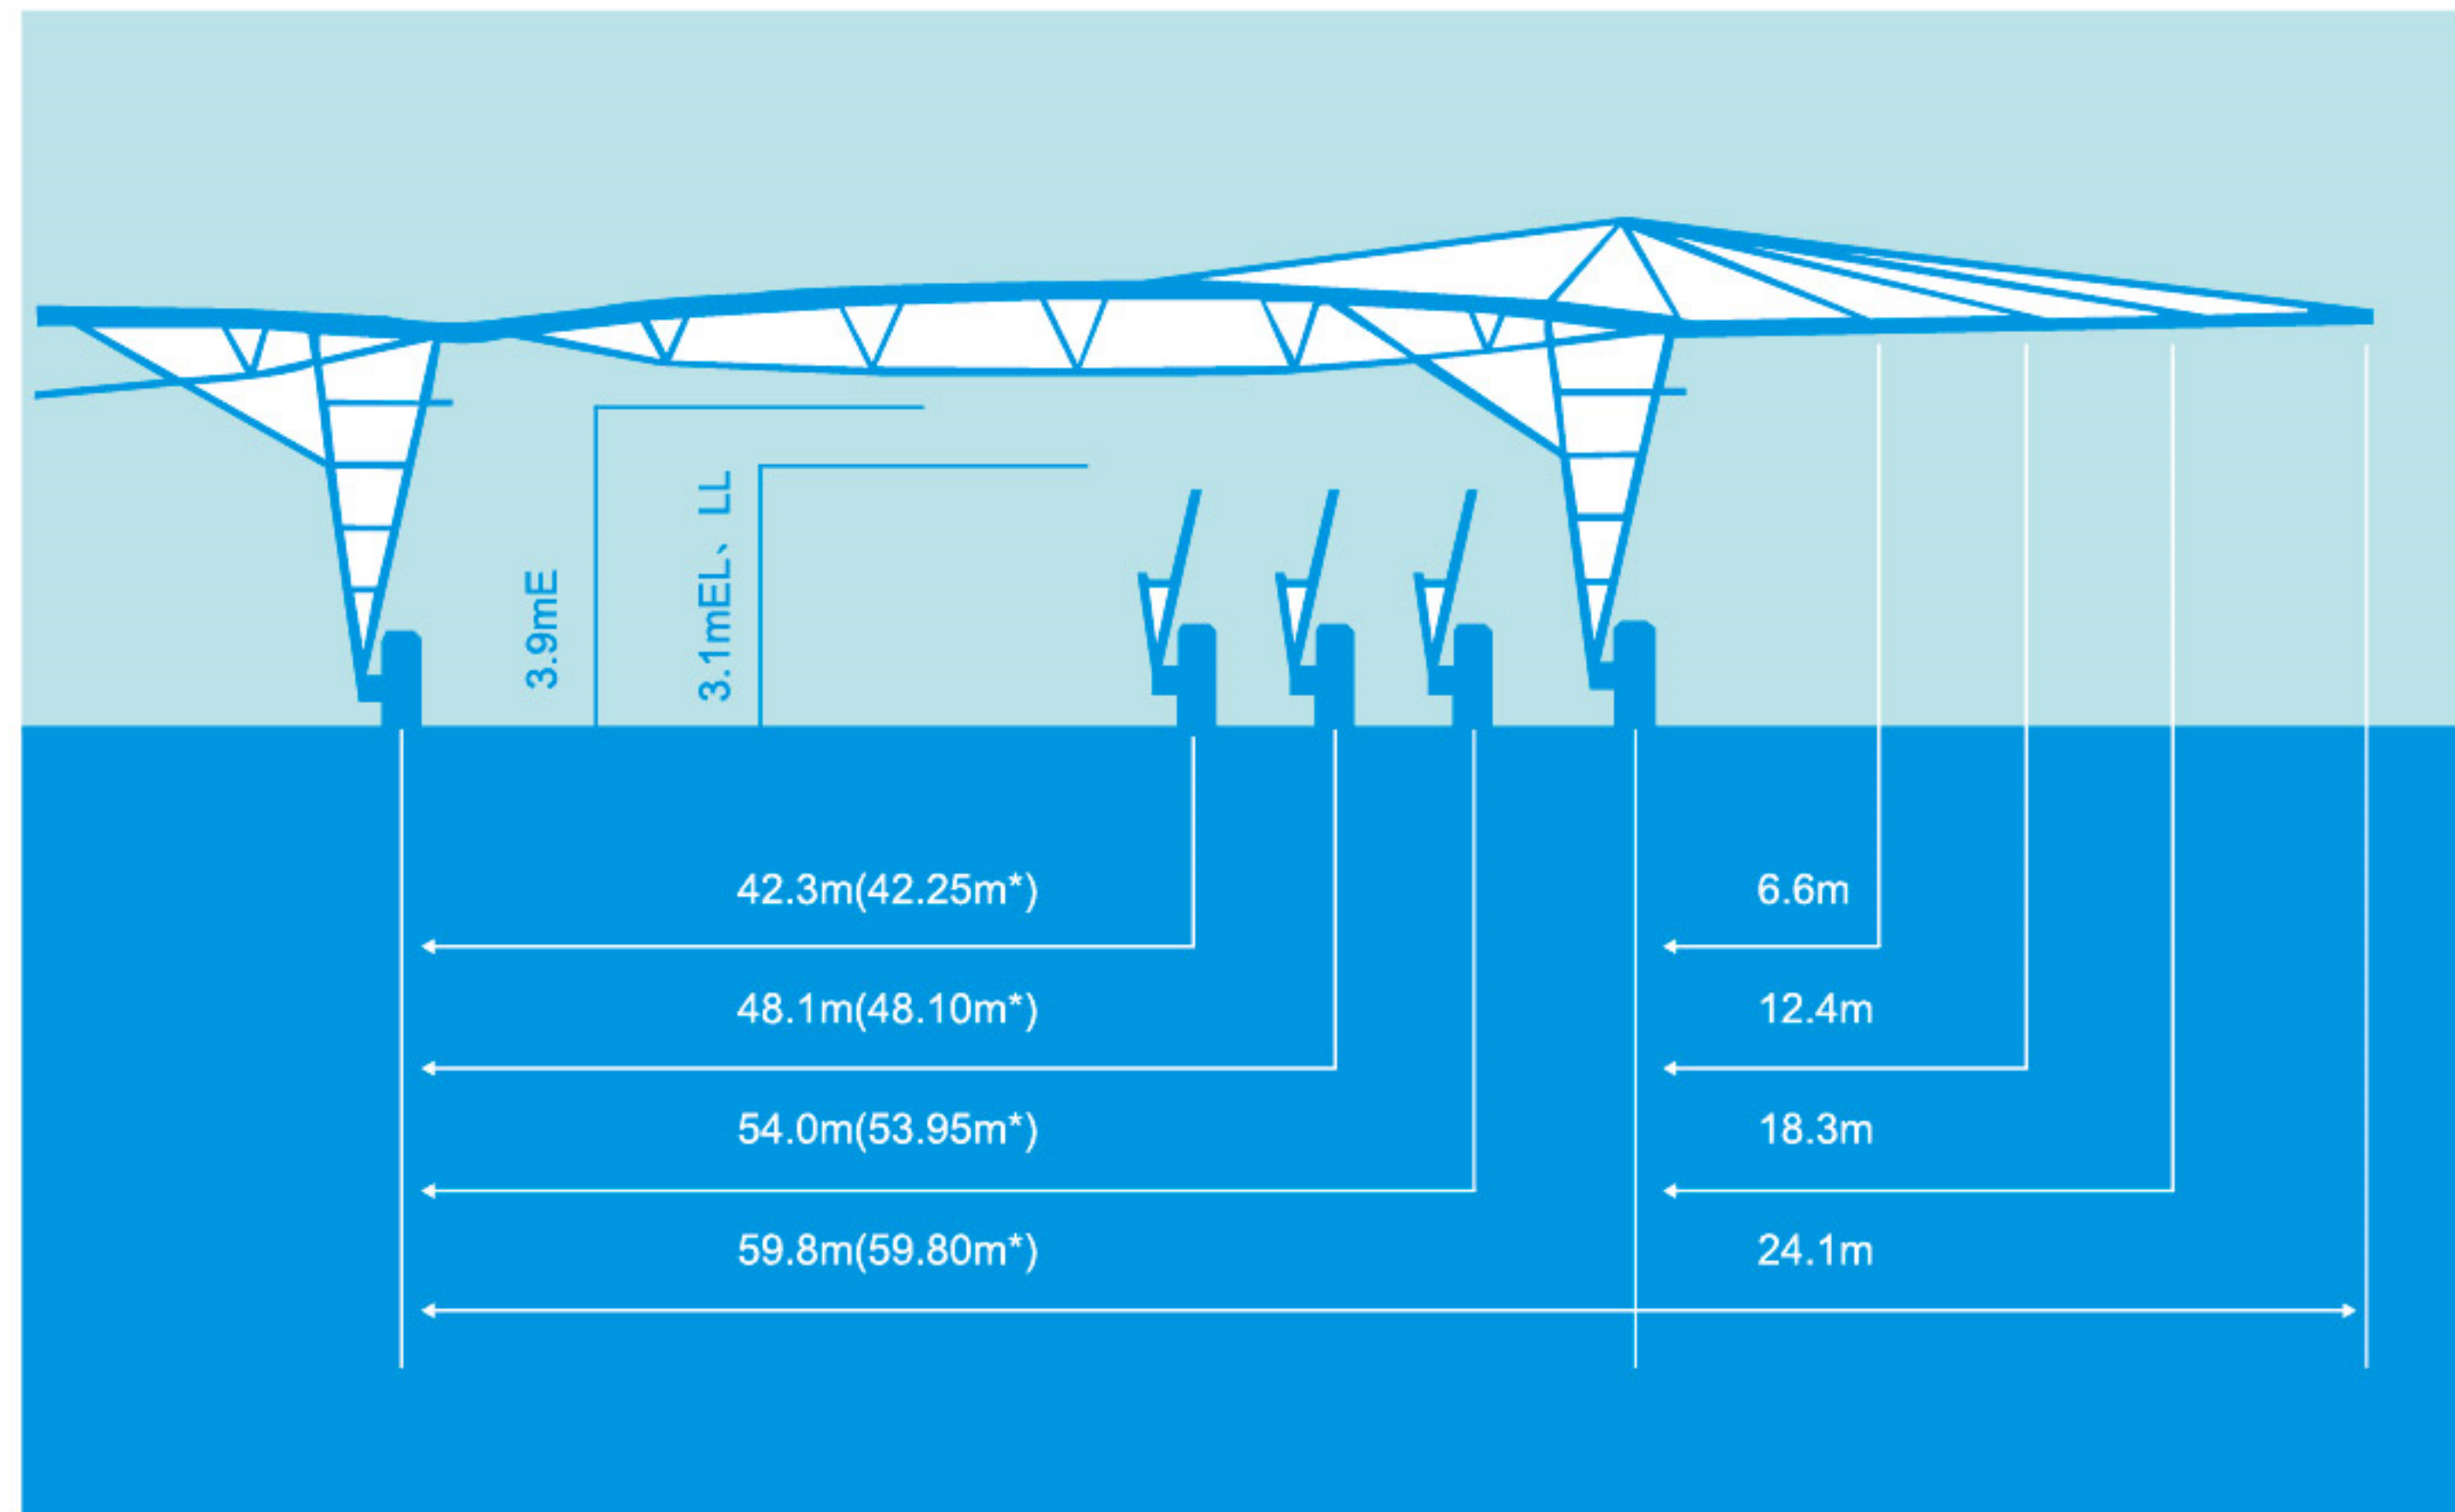 3.9mE
3.1mEL、LL
42.3m(42.25m*)
6.6m
48.1m(48.10m*)
12.4m
54.0m(53.95m*)
18.3m
59.8m(59.80m*)
24.1m